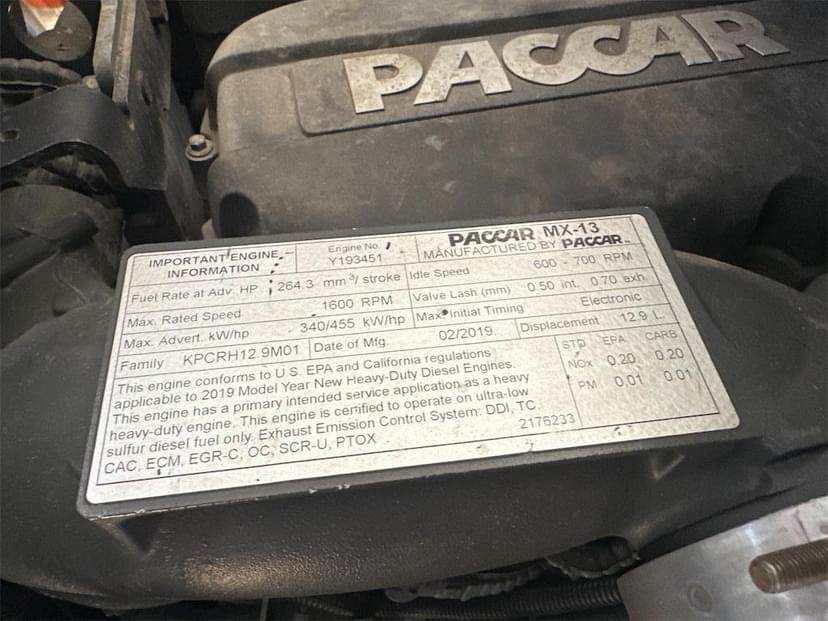 PACCAR
IMPORTANT ENGINE
INFORMATION
Engine No.
Y193451
PACCAR MX-13
MANUFACTURED BY PACCAR
Fuel Rate at Adv. HP 264.3 mm³/ stroke
Idle Speed 600 - 700 RPM
Max. Rated Speed 1600 RPM
Valve Lash (mm) 0.50 int. 0.70 exh.
Max. Advert. kW/hp 340/455 kW/hp
Max. Initial Timing Electronic
Family KPCRH12.9M01
Date of Mfg. 02/2019
Displacement 12.9 L.
This engine conforms to U.S. EPA and California regulations
applicable to 2019 Model Year New Heavy-Duty Diesel Engines.
This engine has a primary intended service application as a heavy
heavy-duty engine. This engine is certified to operate on ultra-low
sulfur diesel fuel only. Exhaust Emission Control System: DDI, TC,
CAC, ECM, EGR-C, OC, SCR-U, PTOX
2176233
STD EPA CARB
NOx 0.20 0.20
PM 0.01 0.01